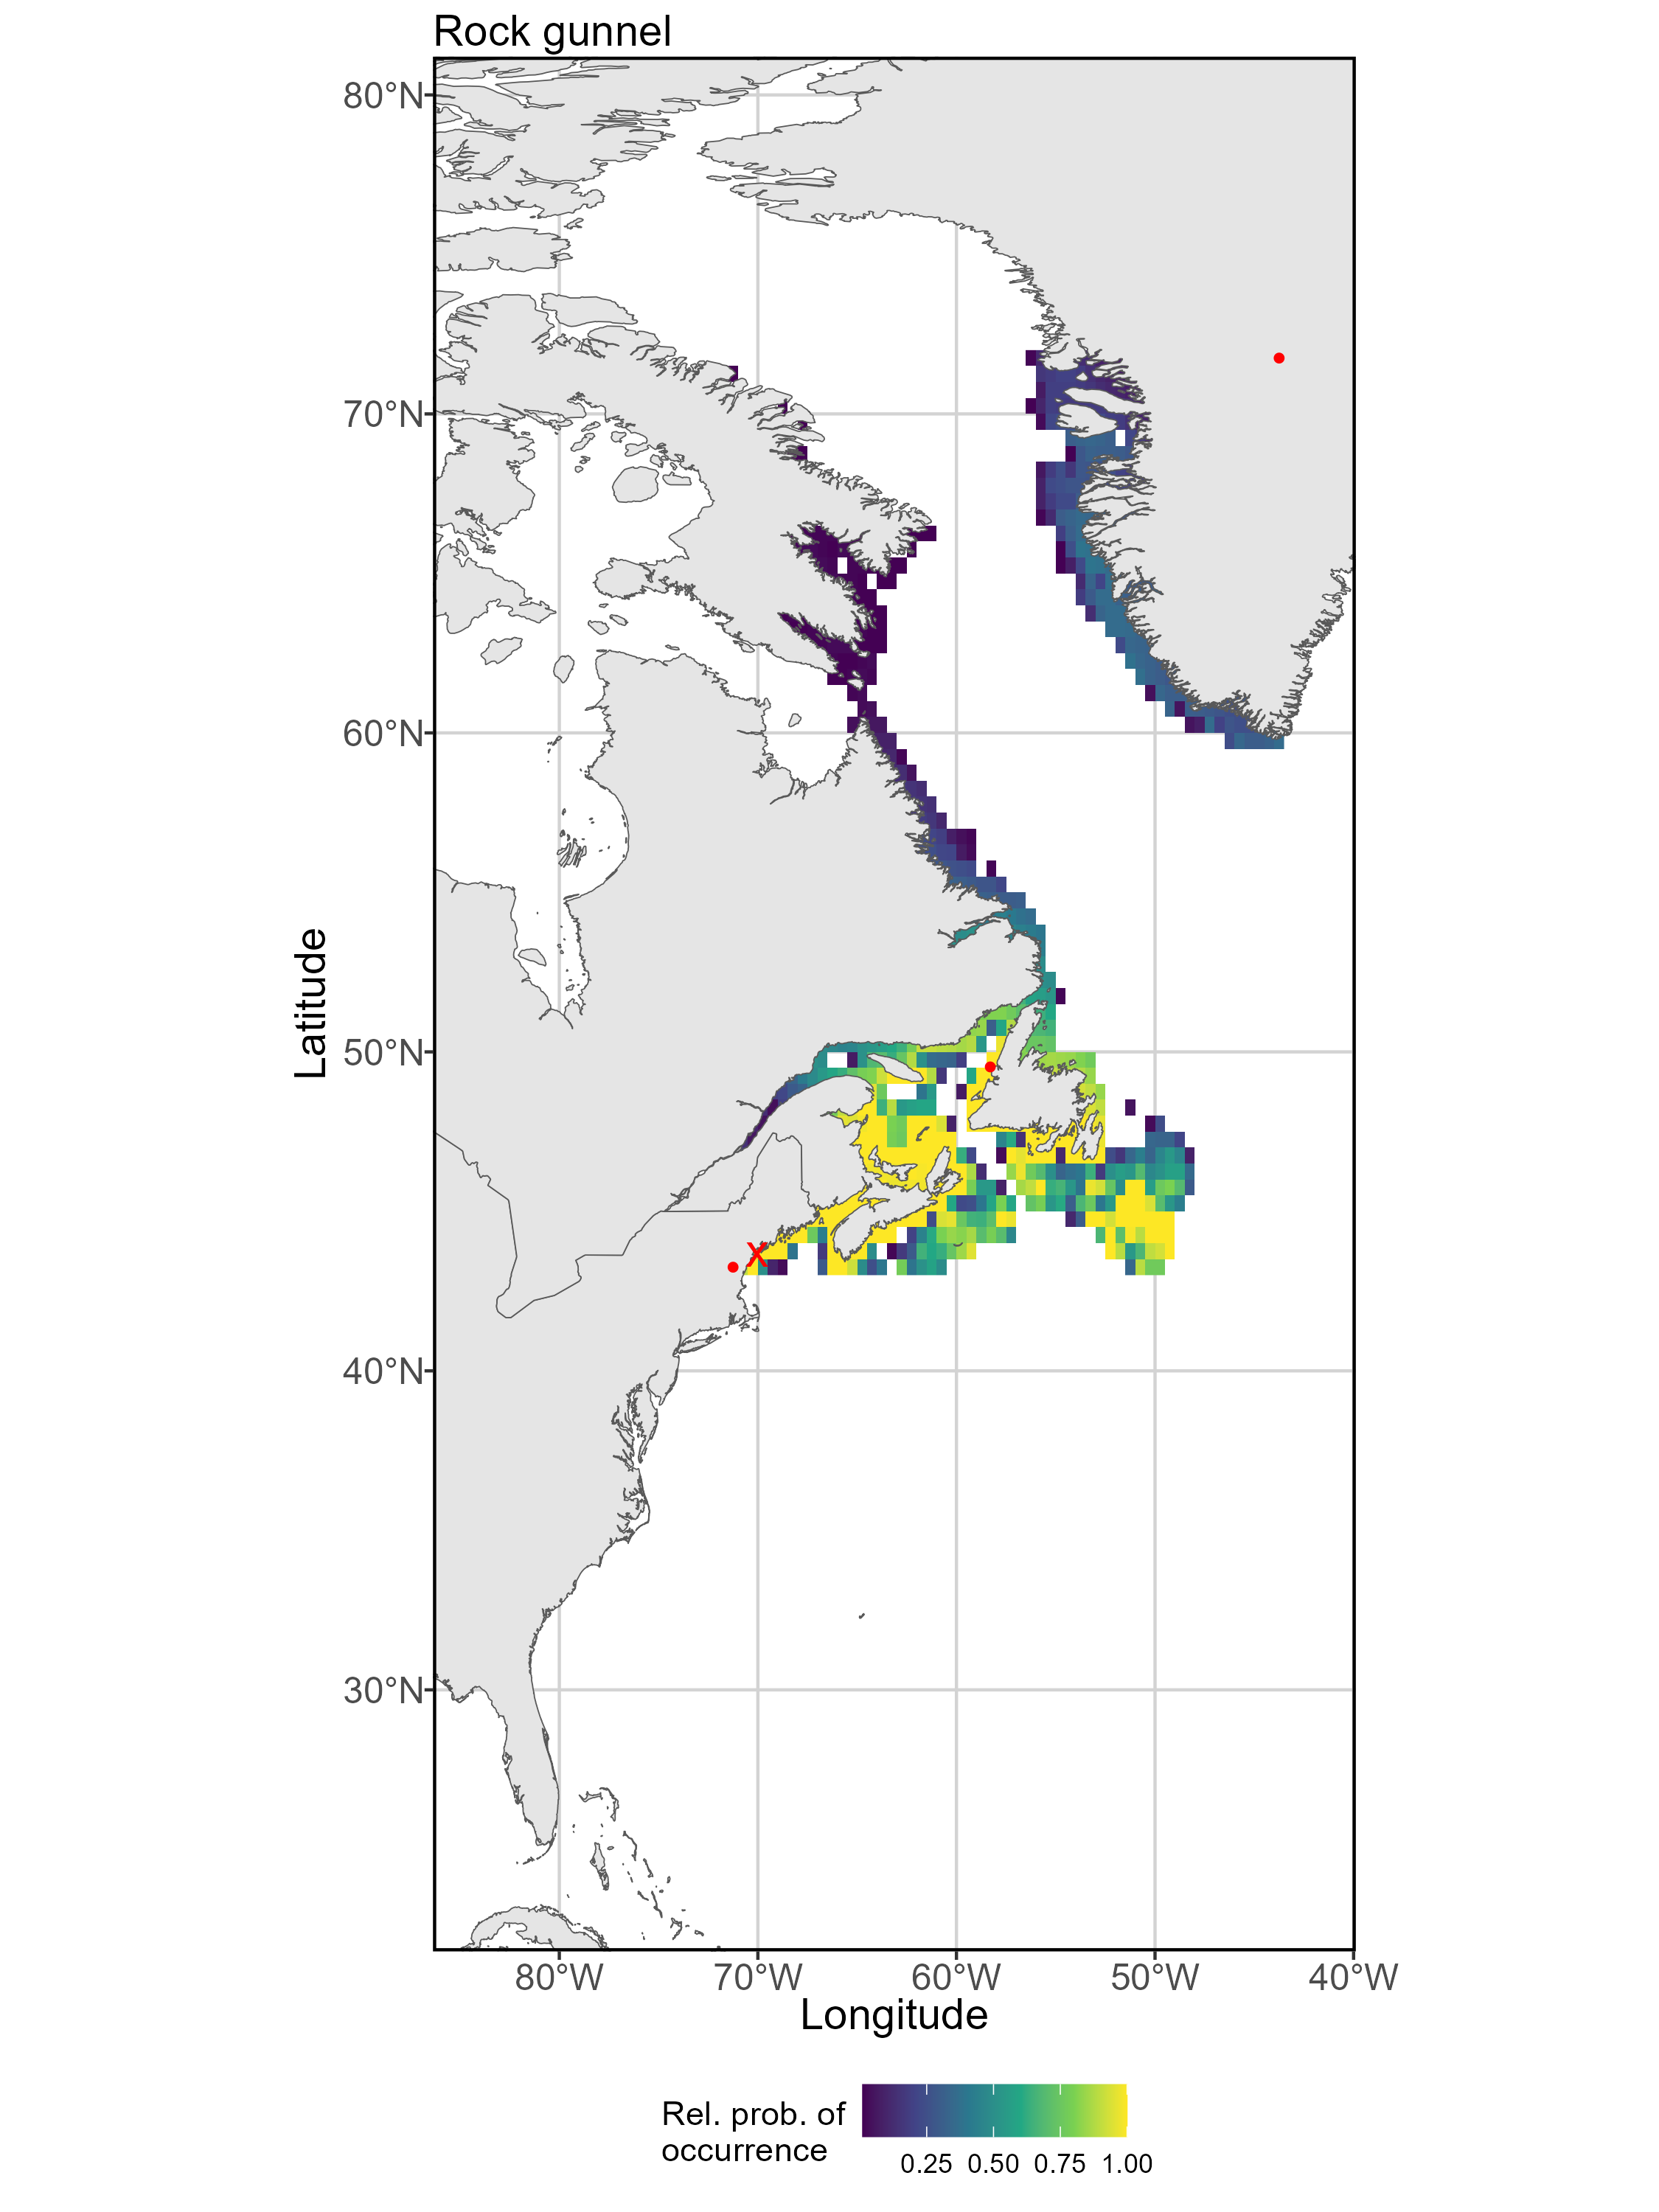 Rock gunnel
80°N
70°N
60°N
50°N
40°N
30°N
Latitude
X
80°W 70°W 60°W 50°W 40°W
Longitude
Rel. prob. of
occurrence
0.25 0.50 0.75 1.00